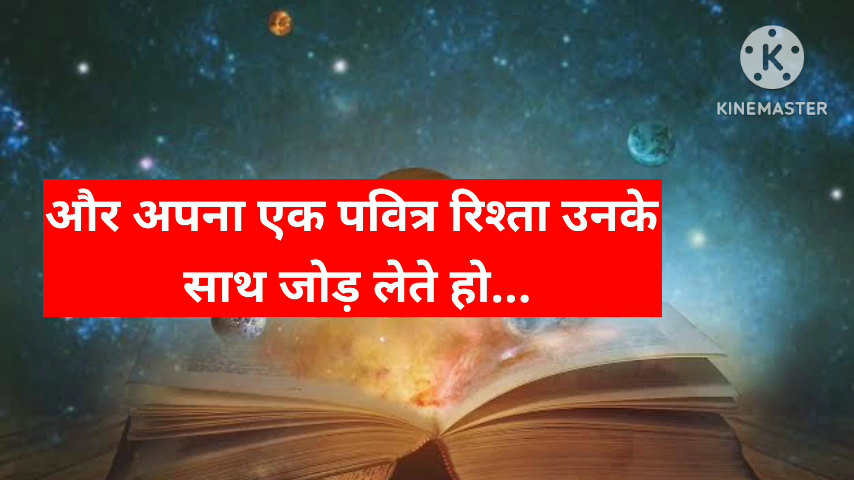 KINEMASTER
और अपना एक पवित्र रिश्ता उनके
साथ जोड़ लेते हो...